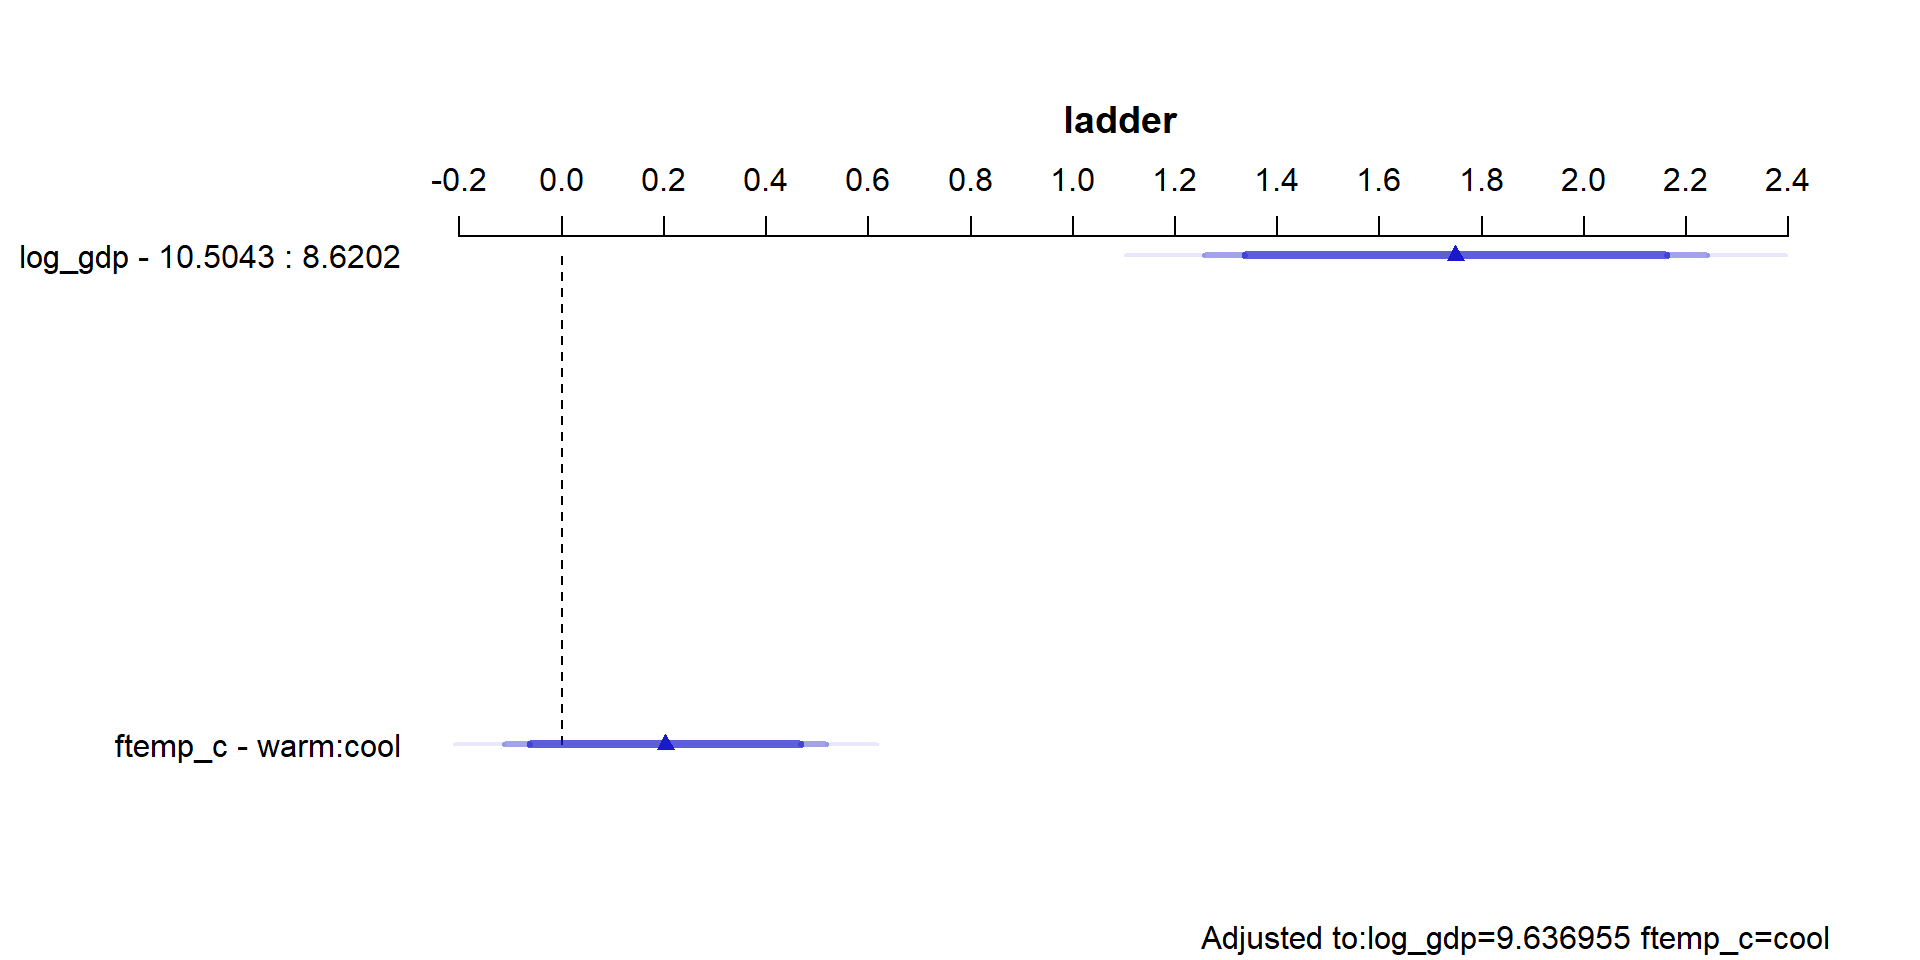 ladder
-0.2 0.0 0.2 0.4 0.6 0.8 1.0 1.2 1.4 1.6 1.8 2.0 2.2 2.4
log_gdp - 10.5043 : 8.6202
ftemp_c - warm:cool
Adjusted to:log_gdp=9.636955 ftemp_c=cool